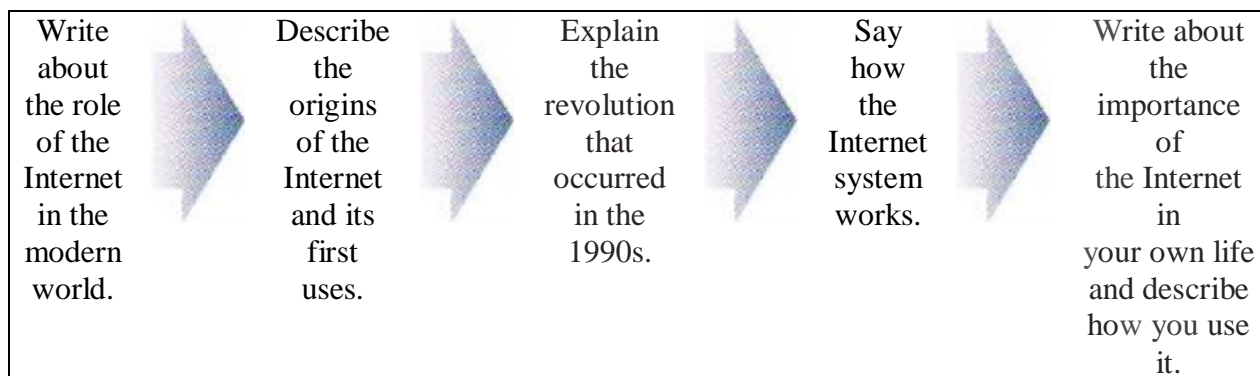 Write
about
the role
of the
Internet
in the
modern
world.
Describe
the
origins
of the
Internet
and its
first
uses.
Explain
the
revolution
that
occurred
in the
1990s.
Say
how
the
Internet
system
works.
Write about
the
importance
of
the Internet
in
your own life
and describe
how you use
it.